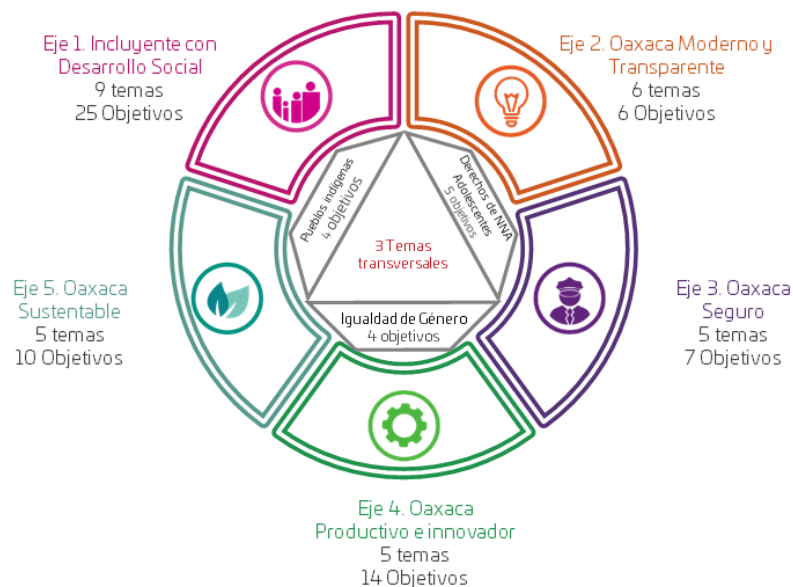 Eje 1. Incluyente con
Desarrollo Social
9 temas
25 Objetivos
Eje 2. Oaxaca Moderno y
Transparente
6 temas
6 Objetivos
Pueblos indígenas
4 objetivos
Derechos de NNA
Adolescentes
5 objetivos
3 Temas
transversales
Igualdad de Género
4 objetivos
Eje 5. Oaxaca
Sustentable
5 temas
10 Objetivos
Eje 3. Oaxaca
Seguro
5 temas
7 Objetivos
Eje 4. Oaxaca
Productivo e innovador
5 temas
14 Objetivos